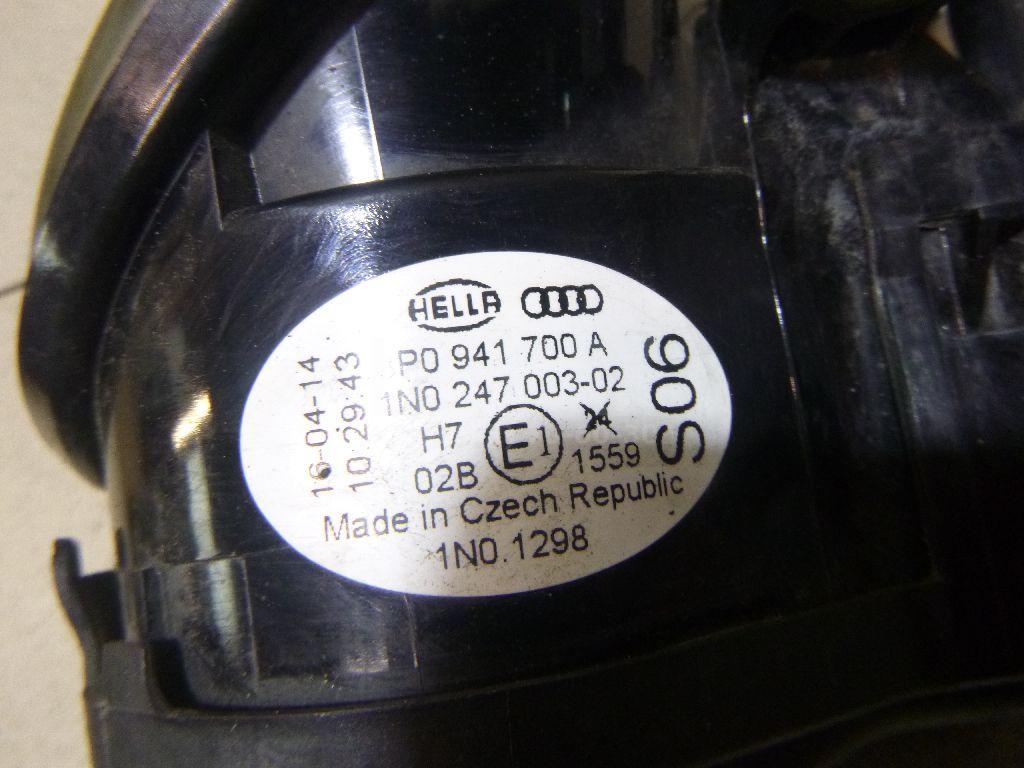 HELLA
P0 941 700 A
1N0 247 003-02
H7
02B
E1
24
1559
Made in Czech Republic
1N0.1298
16-04-14
10:29:43
S06